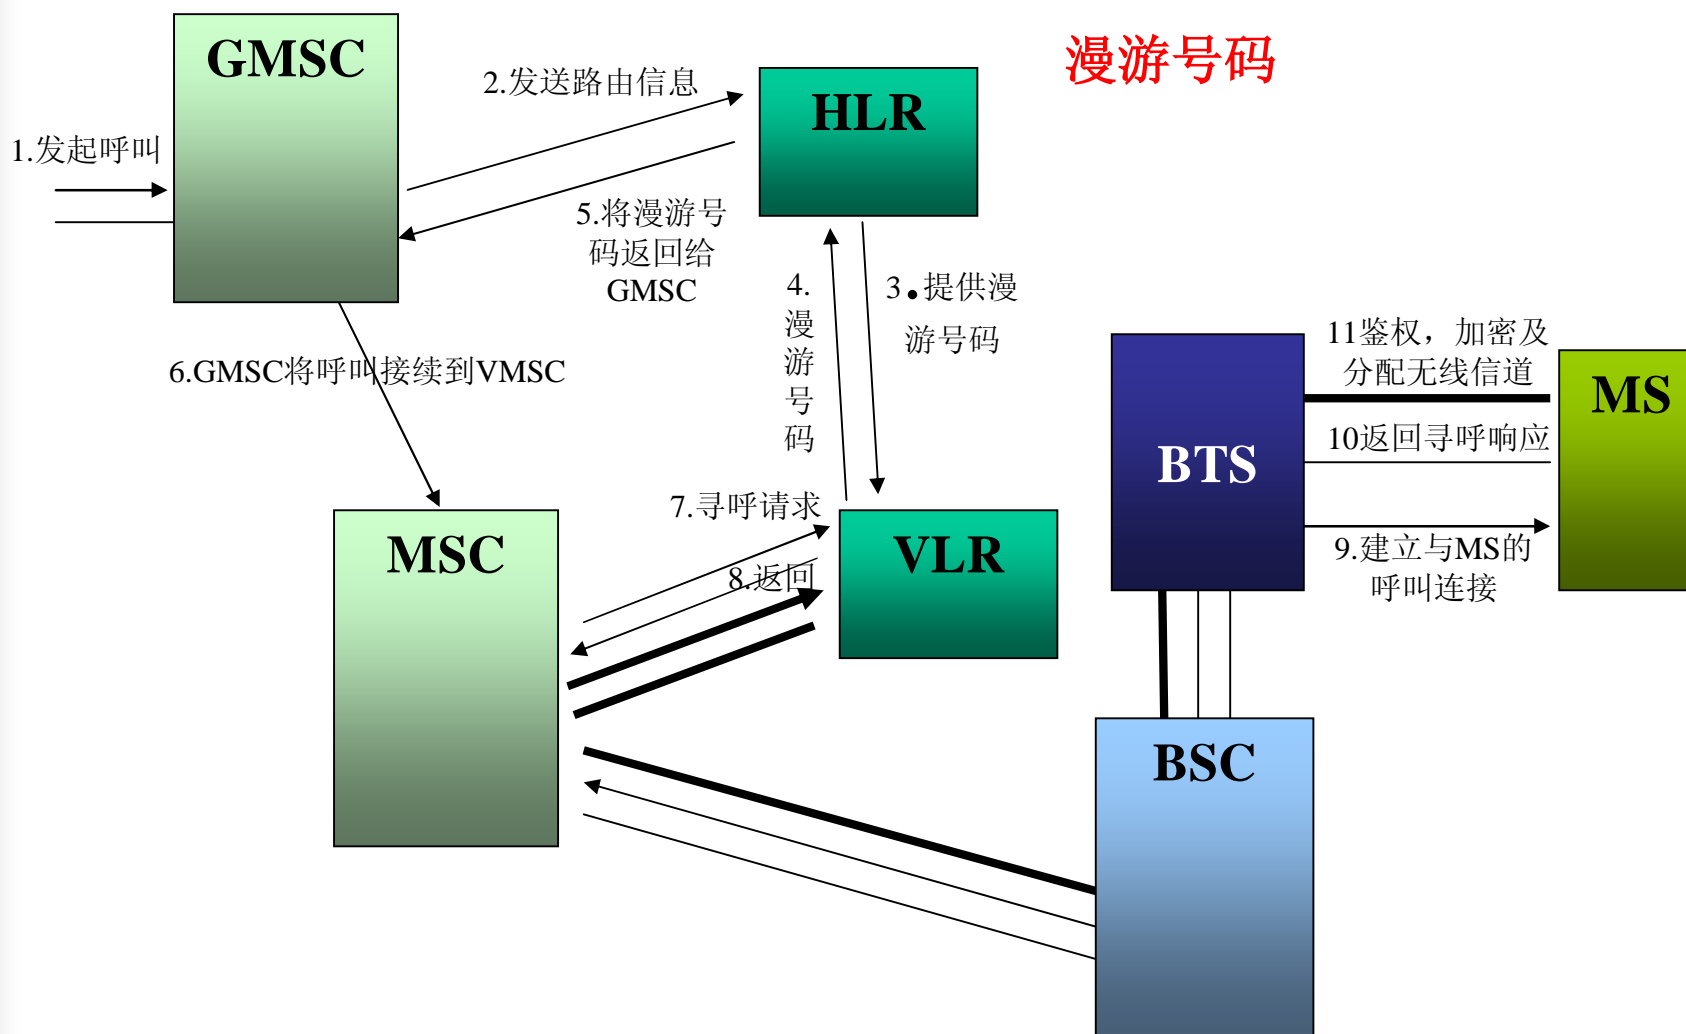 漫游号码
GMSC
2.发送路由信息
HLR
1.发起呼叫
5.将漫游号
码返回给
GMSC
4.
漫
游
号
码
3.提供漫
游号码
6.GMSC将呼叫接续到VMSC
11鉴权，加密及
分配无线信道
MS
10返回寻呼响应
BTS
9.建立与MS的
呼叫连接
7.寻呼请求
MSC
VLR
8.返回
BSC